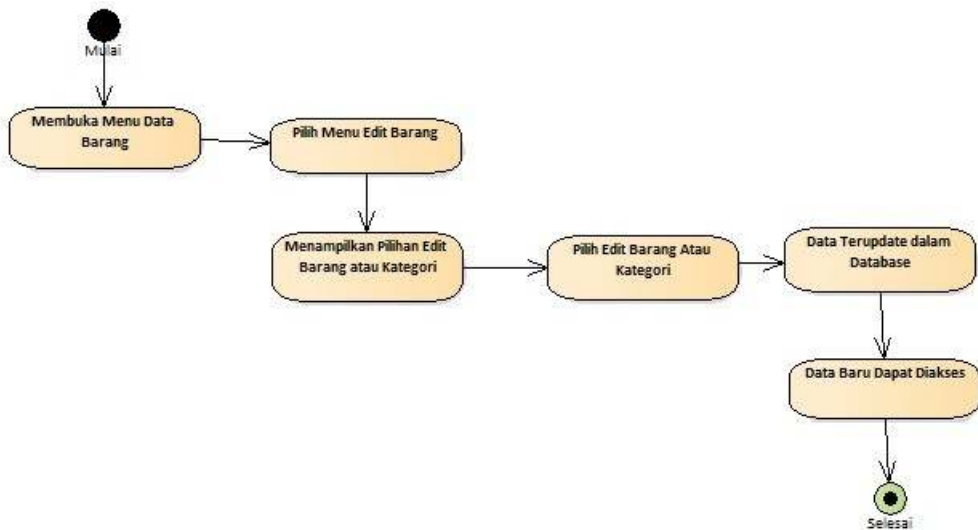 Mulai
Membuka Menu Data
Barang
Pilih Menu Edit Barang
Menampilkan Pilihan Edit
Barang atau Kategori
Pilih Edit Barang Atau
Kategori
Data Terupdate dalam
Database
Data Baru Dapat Diakses
Selesai